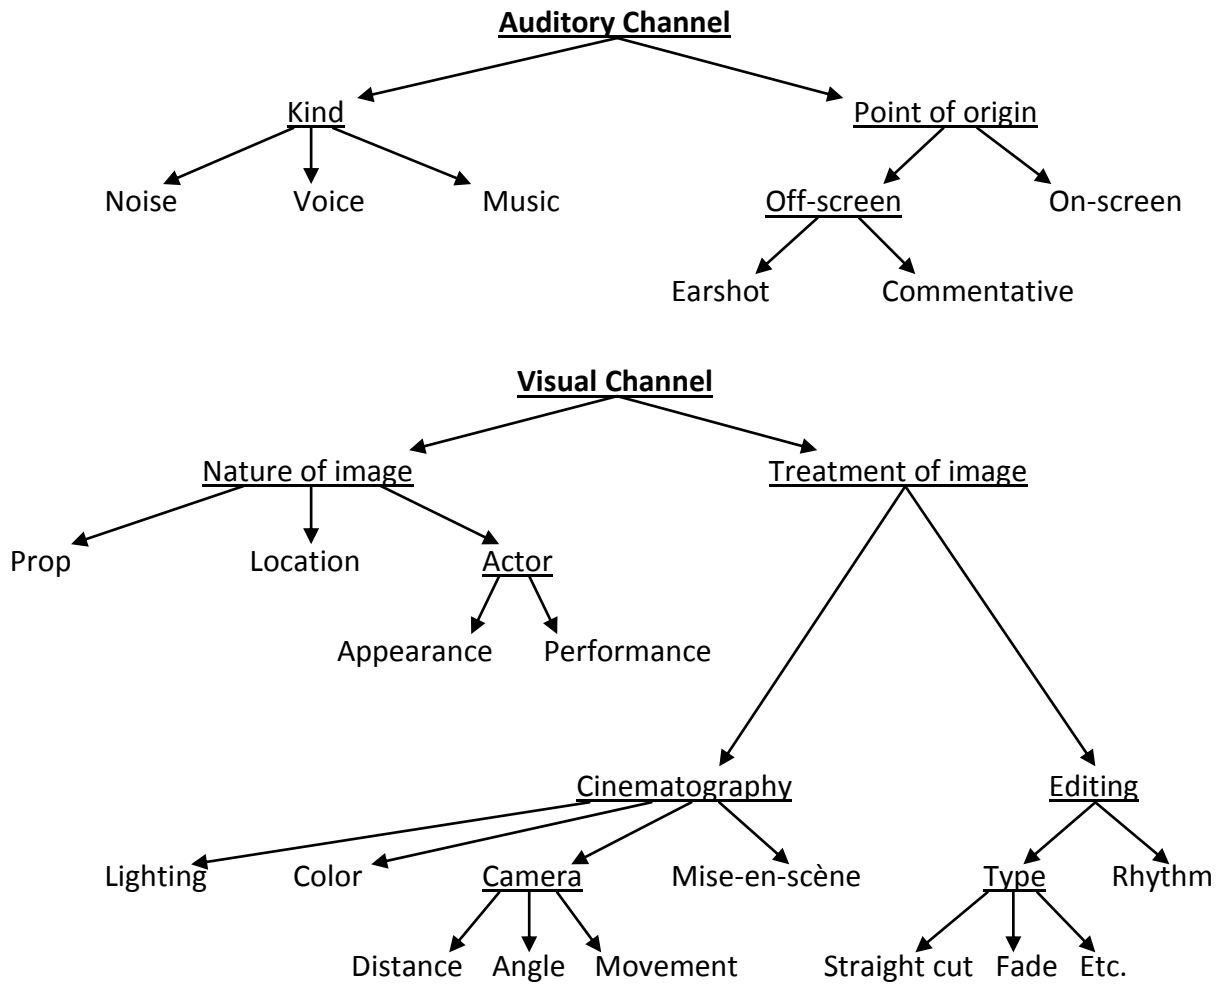 Auditory Channel
Kind Point of origin
Noise Voice Music Off-screen On-screen
Earshot Commentative
Visual Channel
Nature of image Treatment of image
Prop Location Actor
Appearance Performance
Cinematography Editing
Lighting Color Camera Mise-en-scène Type Rhythm
Distance Angle Movement Straight cut Fade Etc.